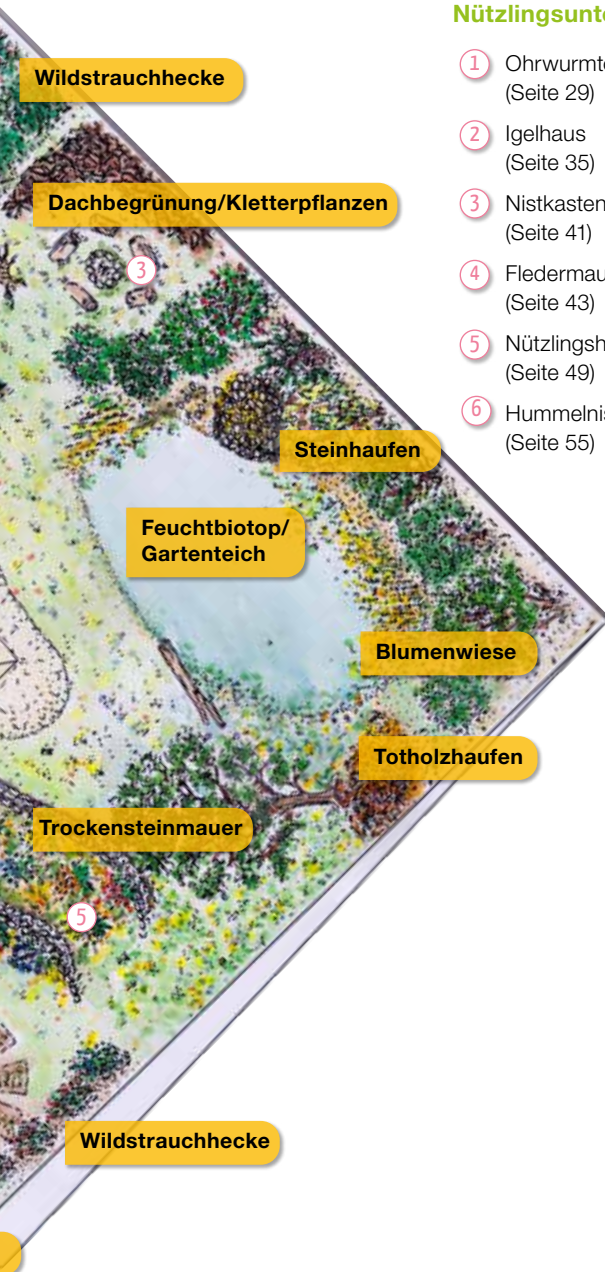 Nützlingsunte
1 Ohrwurmt
(Seite 29)
2 Igelhaus
(Seite 35)
3 Nistkasten
(Seite 41)
4 Fledermau
(Seite 43)
5 Nützlingsh
(Seite 49)
6 Hummelnis
(Seite 55)
Wildstrauchhecke
Dachbegrünung/Kletterpflanzen
3
Steinhaufen
Feuchtbiotop/
Gartenteich
Blumenwiese
Totholzhaufen
Trockensteinmauer
5
Wildstrauchhecke